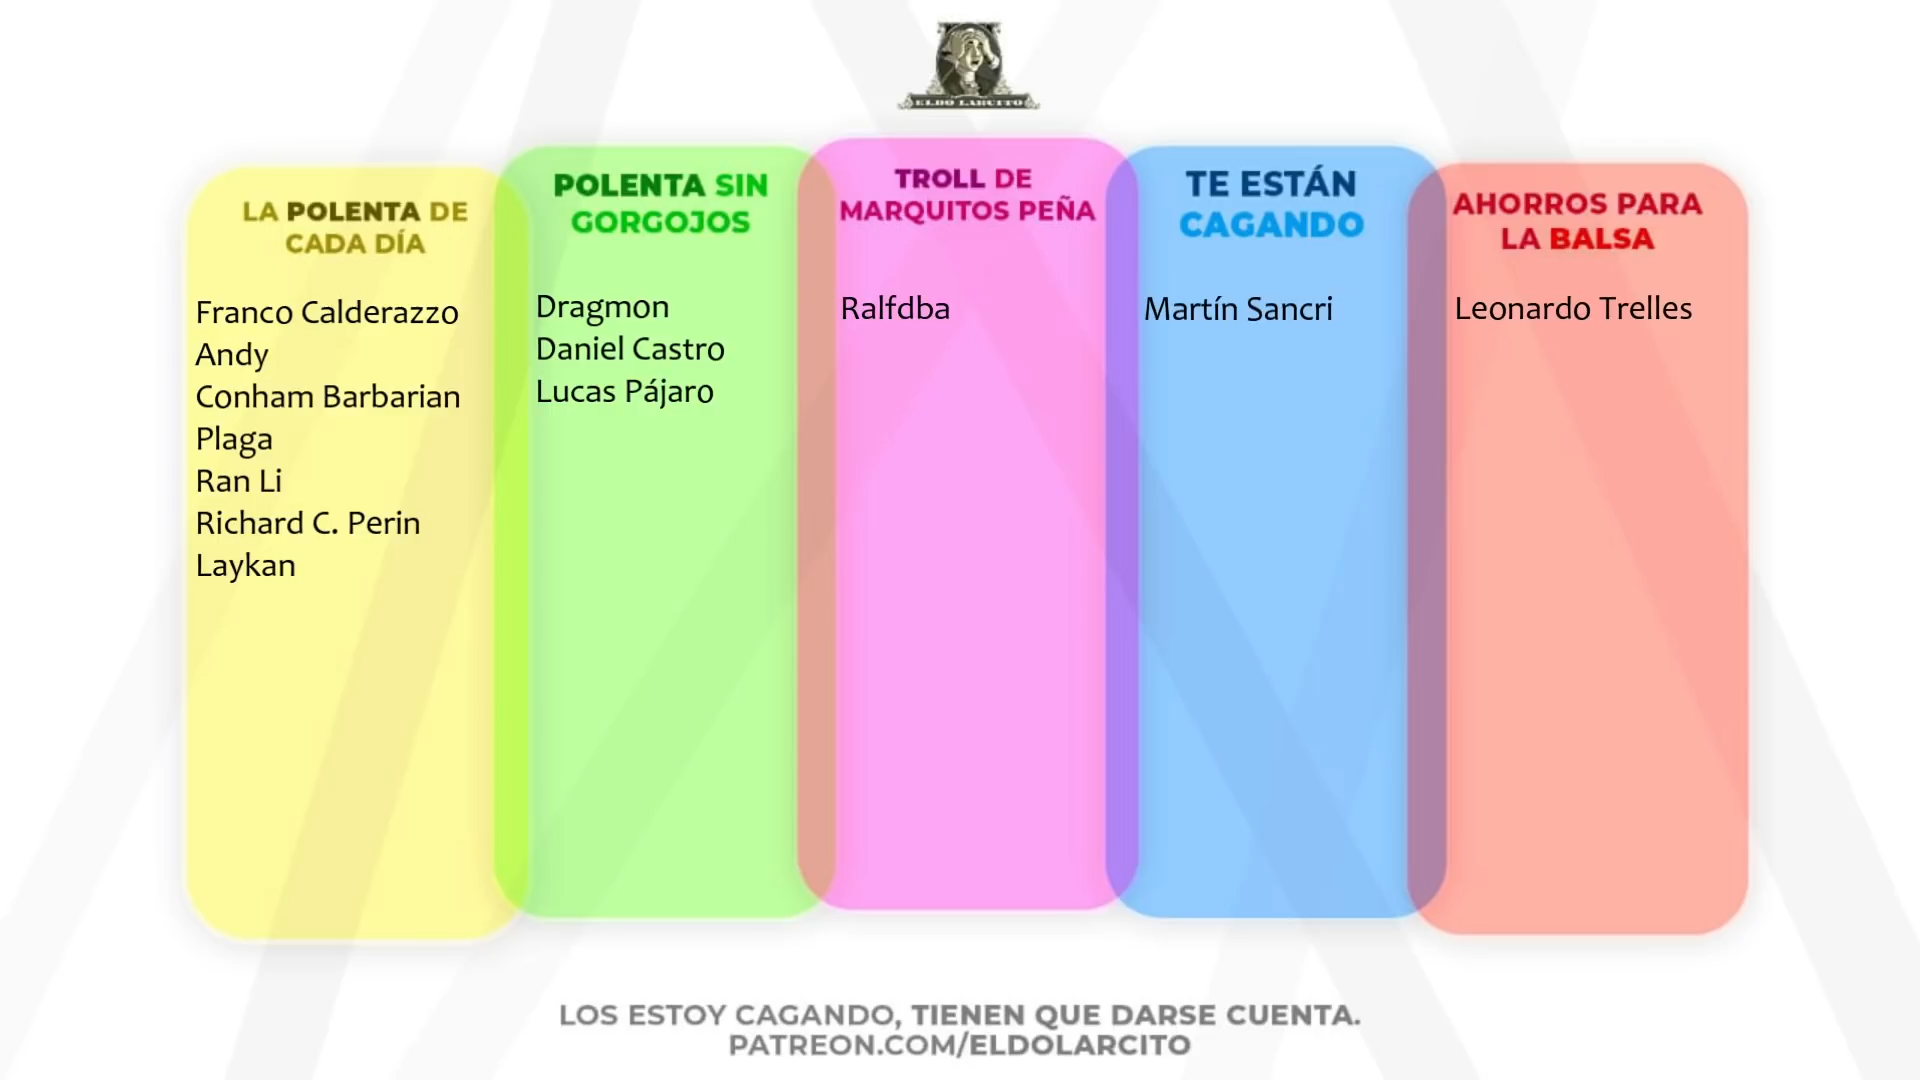 ELDO LARCITO
LA POLENTA DE
CADA DÍA
Franco Calderazzo
Andy
Conham Barbarian
Plaga
Ran Li
Richard C. Perin
Laykan
POLENTA SIN
GORGOJOS
Dragmon
Daniel Castro
Lucas Pájaro
TROLL DE
MARQUITOS PEÑA
Ralfdba
TE ESTÁN
CAGANDO
Martín Sancri
AHORROS PARA
LA BALSA
Leonardo Trelles
LOS ESTOY CAGANDO, TIENEN QUE DARSE CUENTA.
PATREON.COM/ELDOLARCITO